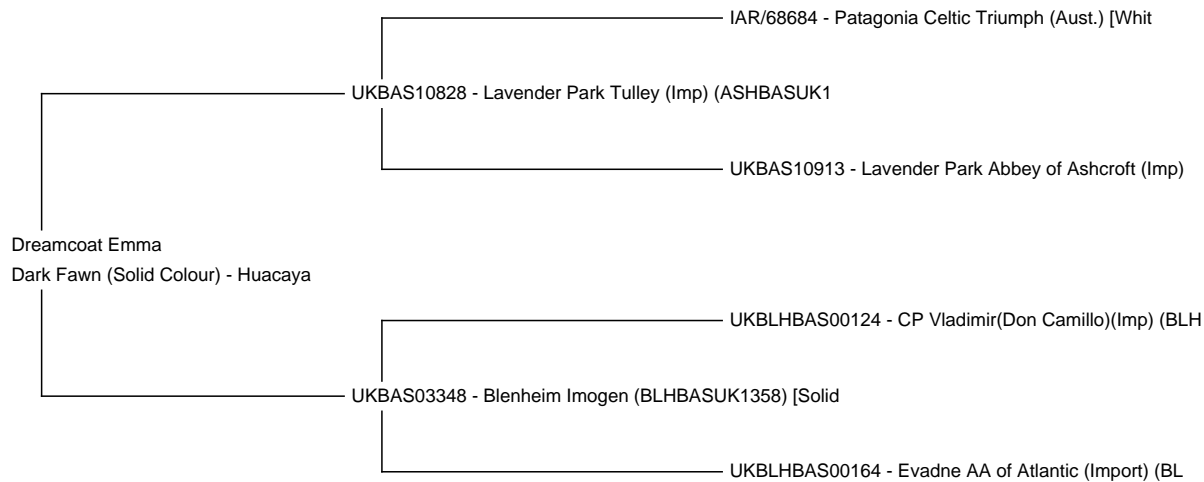 IAR/68684 - Patagonia Celtic Triumph (Aust.) [Whit
UKBAS10828 - Lavender Park Tulley (Imp) (ASHBASUK1
UKBAS10913 - Lavender Park Abbey of Ashcroft (Imp)
Dreamcoat Emma
Dark Fawn (Solid Colour) - Huacaya
UKBLHBAS00124 - CP Vladimir(Don Camillo)(Imp) (BLH
UKBAS03348 - Blenheim Imogen (BLHBASUK1358) [Solid
UKBLHBAS00164 - Evadne AA of Atlantic (Import) (BL